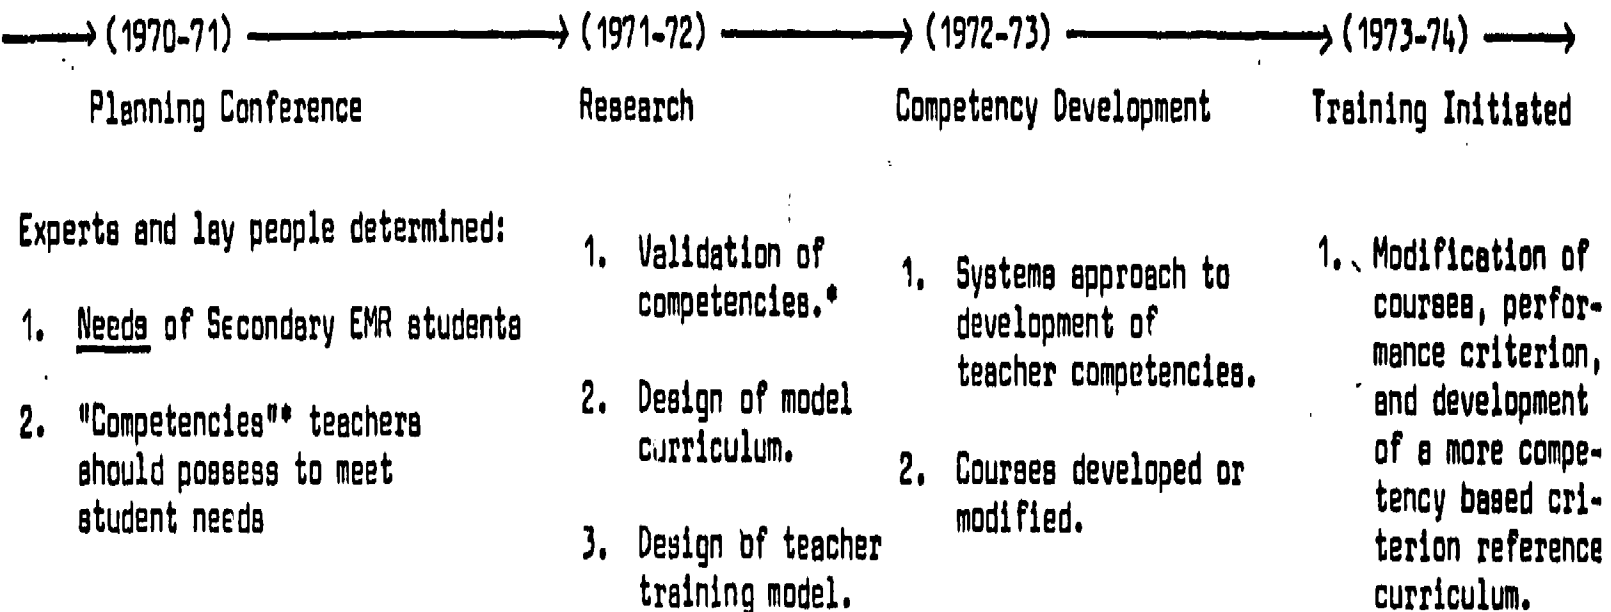 (1970-71) (1971-72) (1972-73) (1973-74)
Planning Conference
Experts and lay people determined:
1. Needs of Secondary EMR students
2. "Competencies"* teachers
should possess to meet
student needs
Research
1. Validation of
competencies.*
2. Design of model
curriculum.
3. Design of teacher
training model.
Competency Development
1. Systems approach to
development of
teacher competencies.
2. Courses developed or
modified.
Training Initiated
1. Modification of
courses, perfor-
mance criterion,
and development
of a more compe-
tency based cri-
terion reference
curriculum.